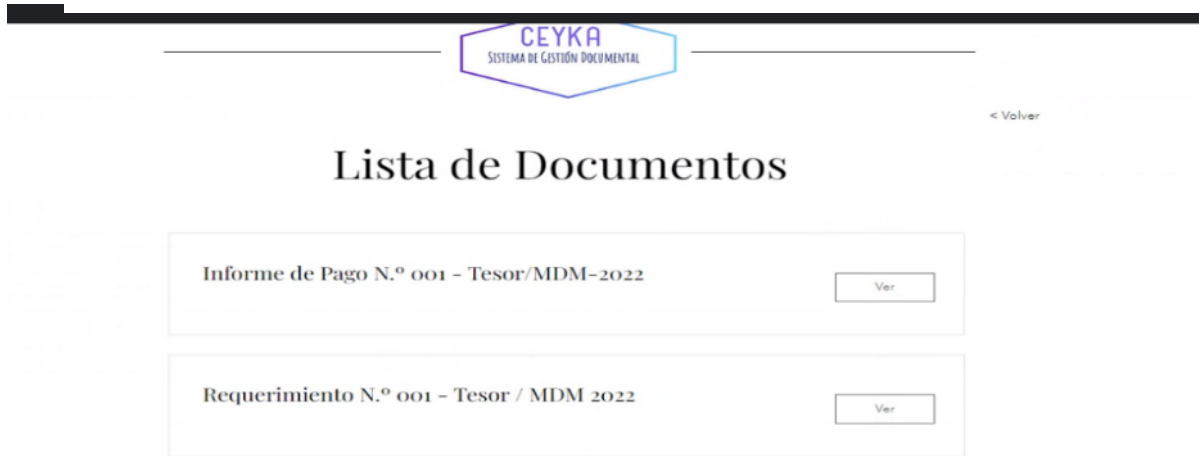 CEYKA
SISTEMA DE GESTIÓN DOCUMENTAL
< Volver
Lista de Documentos
Informe de Pago N.º 001 - Tesor/MDM-2022
Ver
Requerimiento N.º 001 - Tesor / MDM 2022
Ver